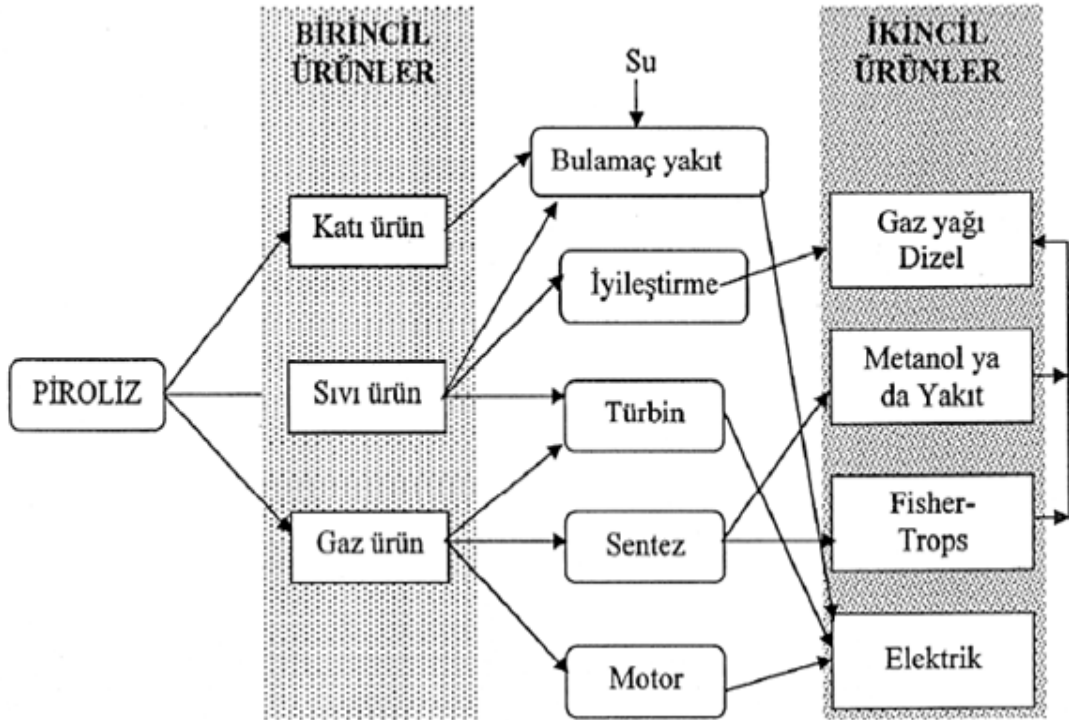 BİRİNCİL
ÜRÜNLER
Su
İKİNCİL
ÜRÜNLER
Bulamaç yakıt
Katı ürün
Gaz yağı
Dizel
İyileştirme
PİROLİZ
Sıvı ürün
Türbin
Metanol ya
da Yakıt
Gaz ürün
Sentez
Fisher-
Trops
Motor
Elektrik